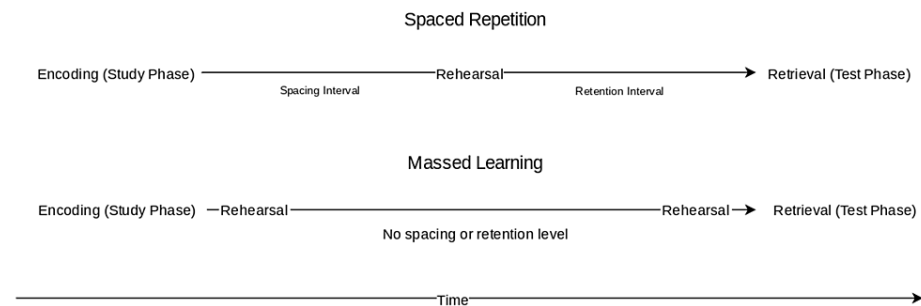 Spaced Repetition
Encoding (Study Phase) Rehearsal Retrieval (Test Phase)
Spacing Interval Retention Interval
Massed Learning
Encoding (Study Phase) Rehearsal Rehearsal Retrieval (Test Phase)
No spacing or retention level
Time